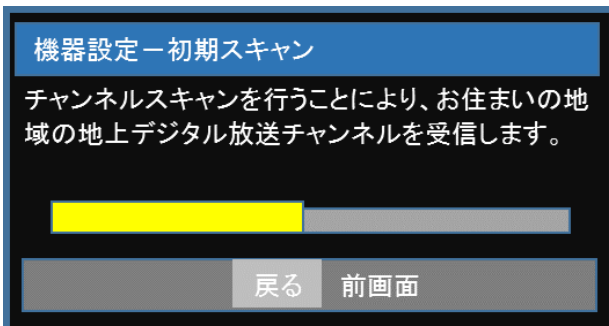 機器設定－初期スキャン
チャンネルスキャンを行うことにより、お住まいの地
域の地上デジタル放送チャンネルを受信します。
戻る 前画面